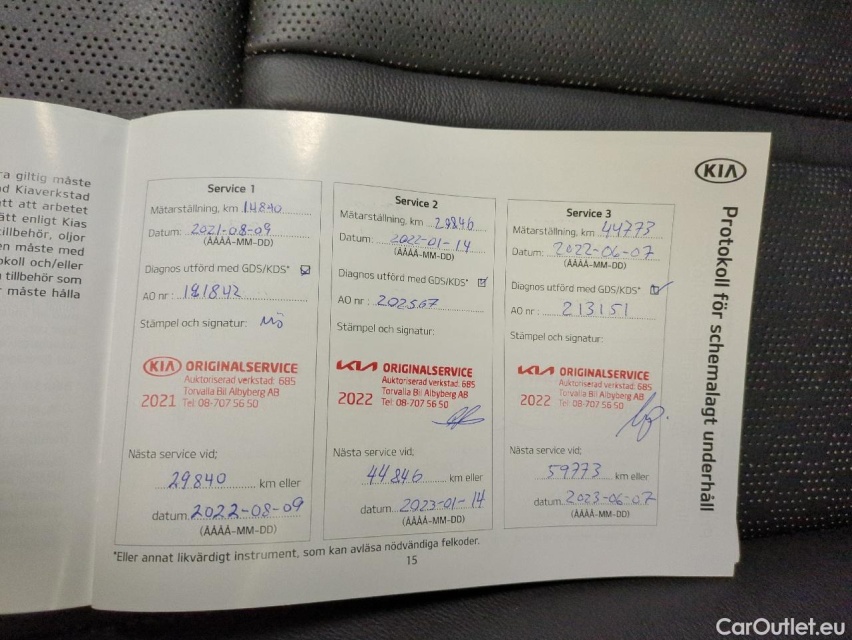 ra giltig måste
d Kiaverkstad
tt att arbetet
ätt enligt Kias
tillbehör, oljor
en måste med
okoll och/eller
tillbehör som
r måste hålla
KIA
Protokoll för schemalagt underhåll
Service 1
Mätarställning, km 14840
Datum: 2021-08-09
(ÅÅÅÅ-MM-DD)
Diagnos utförd med GDS/KDS*
AO nr: 181842
Stämpel och signatur:
KIA ORIGINALSERVICE
Auktoriserad verkstad: 685
Torvalla Bil Albyberg AB
2021 Tel: 08-707 56 50
Nästa service vid;
29840 km eller
datum 2022-08-09
(ÅÅÅÅ-MM-DD)
Service 2
Mätarställning, km 29846
Datum: 2022-01-14
(ÅÅÅÅ-MM-DD)
Diagnos utförd med GDS/KDS*
AO nr: 202567
Stämpel och signatur:
KIA ORIGINALSERVICE
Auktoriserad verkstad: 685
Torvalla Bil Albyberg AB
2022 Tel: 08-707 56 50
Nästa service vid;
44846 km eller
datum 2023-01-14
(ÅÅÅÅ-MM-DD)
Service 3
Mätarställning, km 44773
Datum: 2022-06-07
(ÅÅÅÅ-MM-DD)
Diagnos utförd med GDS/KDS*
AO nr: 213151
Stämpel och signatur:
KIA ORIGINALSERVICE
Auktoriserad verkstad: 685
Torvalla Bil Albyberg AB
2022 Tel: 08-707 56 50
Nästa service vid;
59773 km eller
datum 2023-06-07
(ÅÅÅÅ-MM-DD)
*Eller annat likvärdigt instrument, som kan avläsa nödvändiga felkoder.
15
CarOutlet.eu